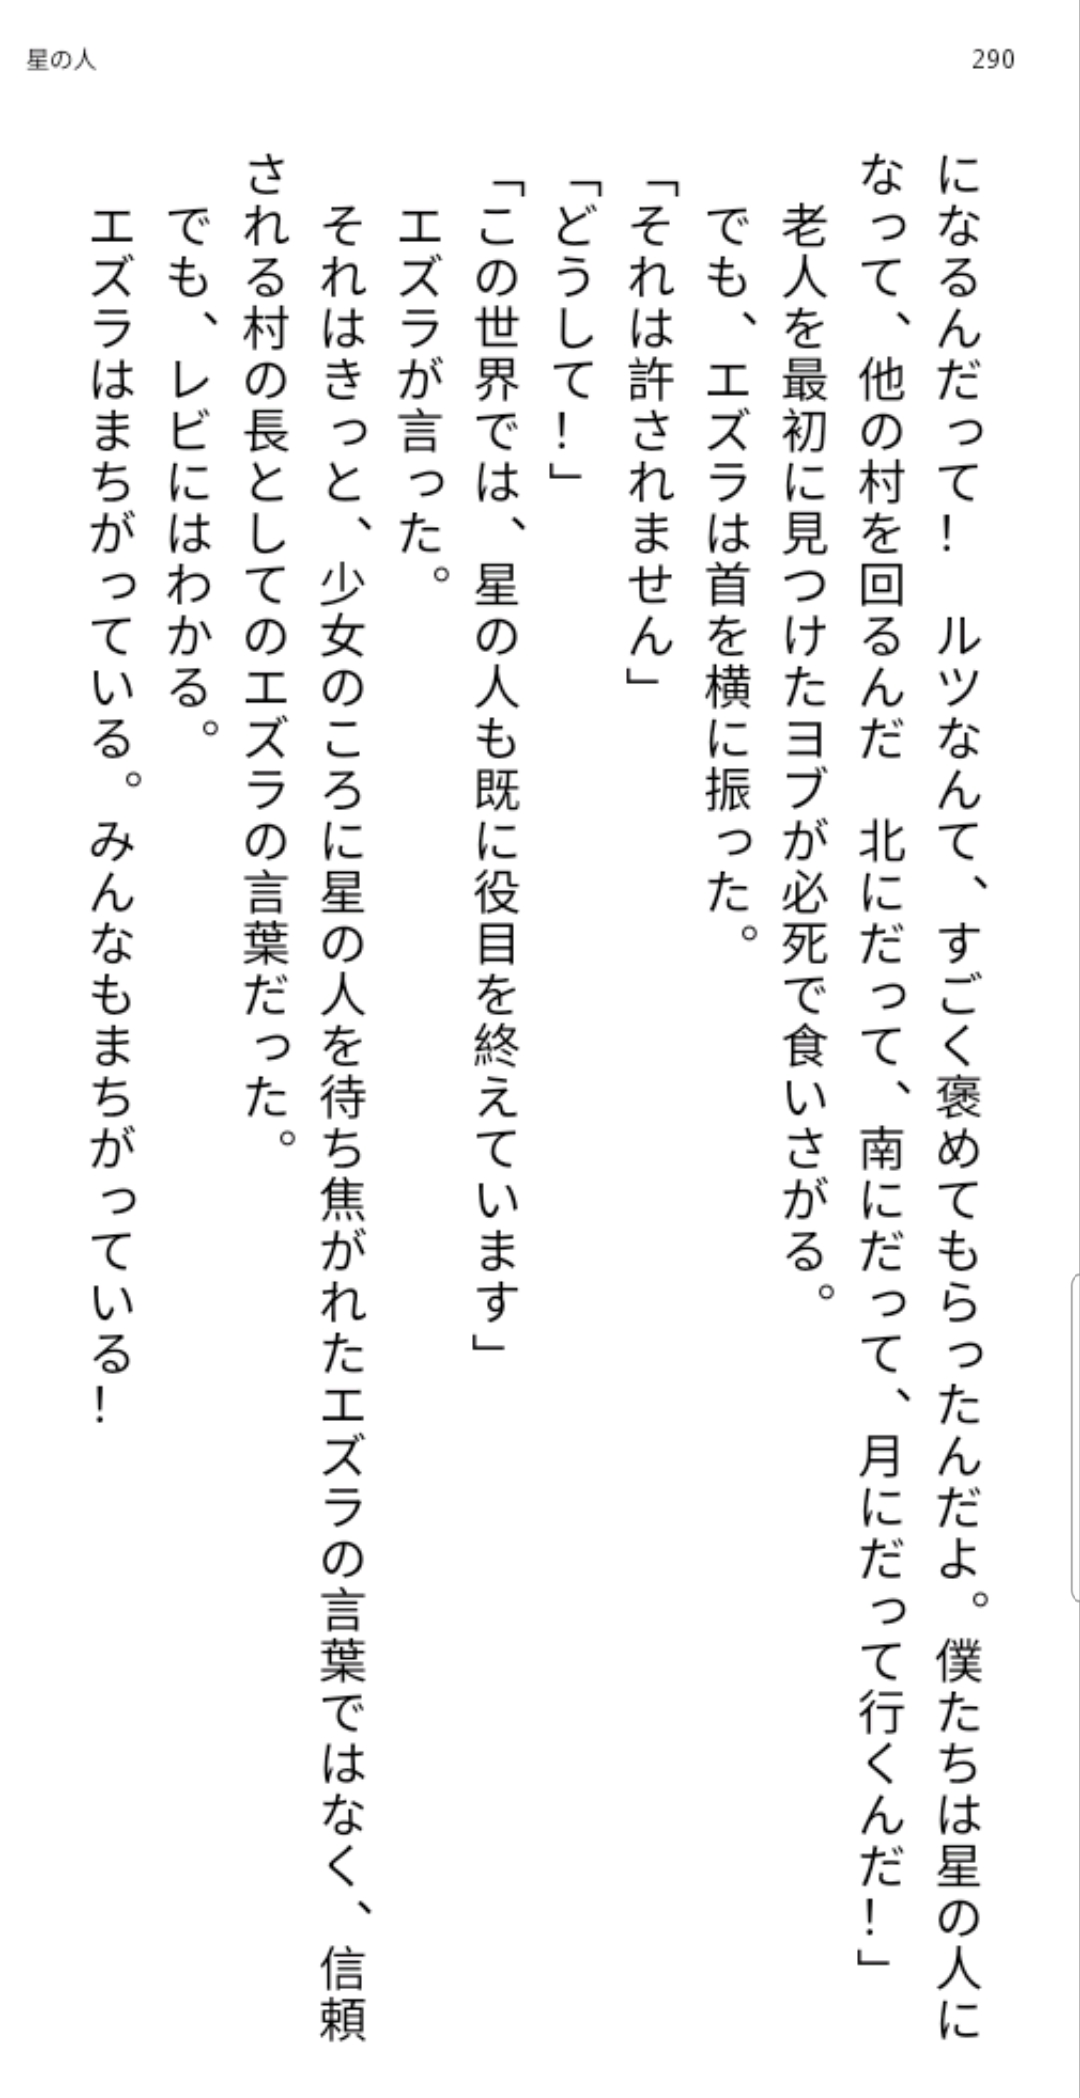 星の人
290
になるんだって！　ルツなんて、すごく褒めてもらったんだよ。僕たちは星の人に
なって、他の村を回るんだ　北にだって、南にだって、月にだって行くんだ！」
老人を最初に見つけたヨブが必死で食いさがる。
でも、エズラは首を横に振った。
「それは許されません」
「どうして！」
「この世界では、星の人も既に役目を終えています」
エズラが言った。
それはきっと、少女のころに星の人を待ち焦がれたエズラの言葉ではなく、信頼
される村の長としてのエズラの言葉だった。
でも、レビにはわかる。
エズラはまちがっている。みんなもまちがっている！